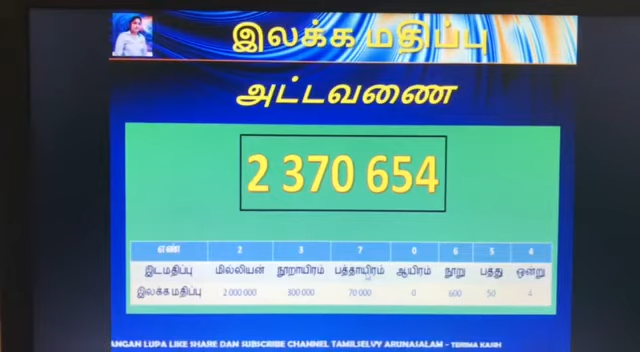 இலக்க மதிப்பு
அட்டவணை
2 370 654
எண் 2 3 7 0 6 5 4
இடமதிப்பு மில்லியன் நூறாயிரம் பத்தாயிரம் ஆயிரம் நூறு பத்து ஒன்று
இலக்க மதிப்பு 2 000 000 300 000 70 000 0 600 50 4
ANGAN LUPA LIKE SHARE DAN SUBSCRIBE CHANNEL TAMILSELVY ARUNASALAM - TERIMA KASIH